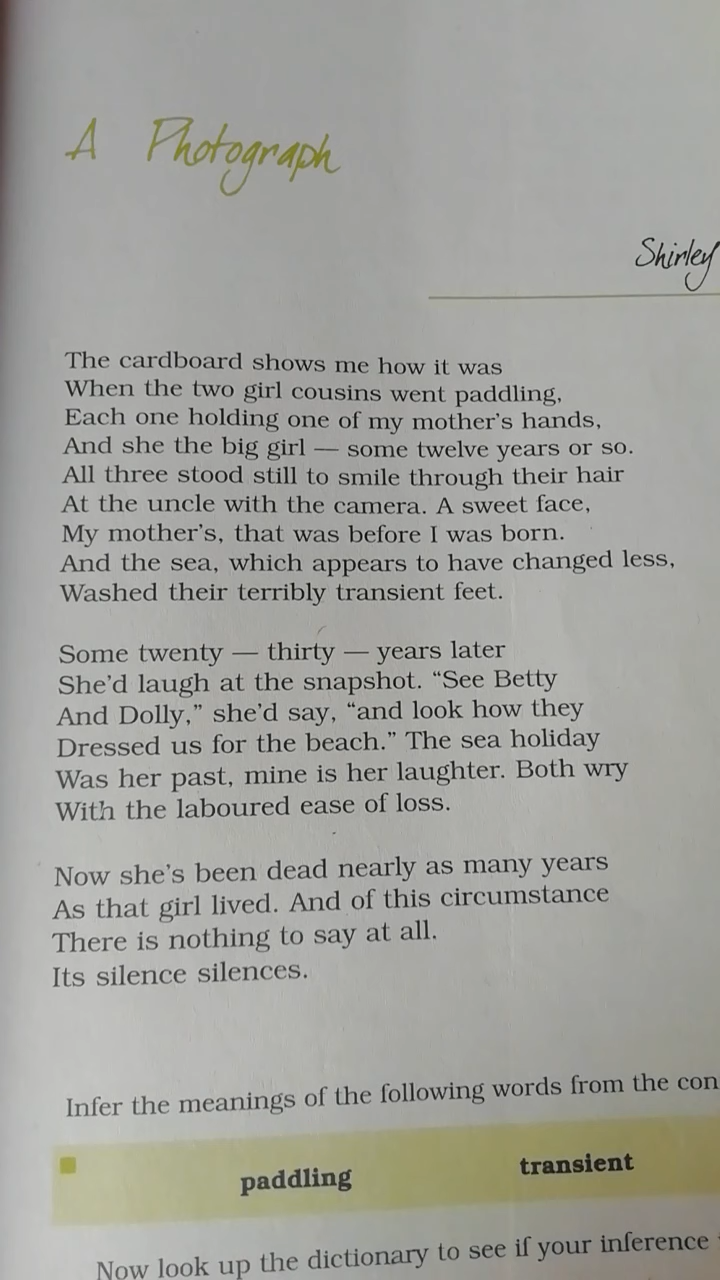 A Photograph
Shirley
The cardboard shows me how it was
When the two girl cousins went paddling,
Each one holding one of my mother's hands,
And she the big girl — some twelve years or so.
All three stood still to smile through their hair
At the uncle with the camera. A sweet face,
My mother's, that was before I was born.
And the sea, which appears to have changed less,
Washed their terribly transient feet.
Some twenty — thirty — years later
She'd laugh at the snapshot. “See Betty
And Dolly,” she'd say, “and look how they
Dressed us for the beach.” The sea holiday
Was her past, mine is her laughter. Both wry
With the laboured ease of loss.
Now she's been dead nearly as many years
As that girl lived. And of this circumstance
There is nothing to say at all.
Its silence silences.
Infer the meanings of the following words from the con
paddling transient
Now look up the dictionary to see if your inference